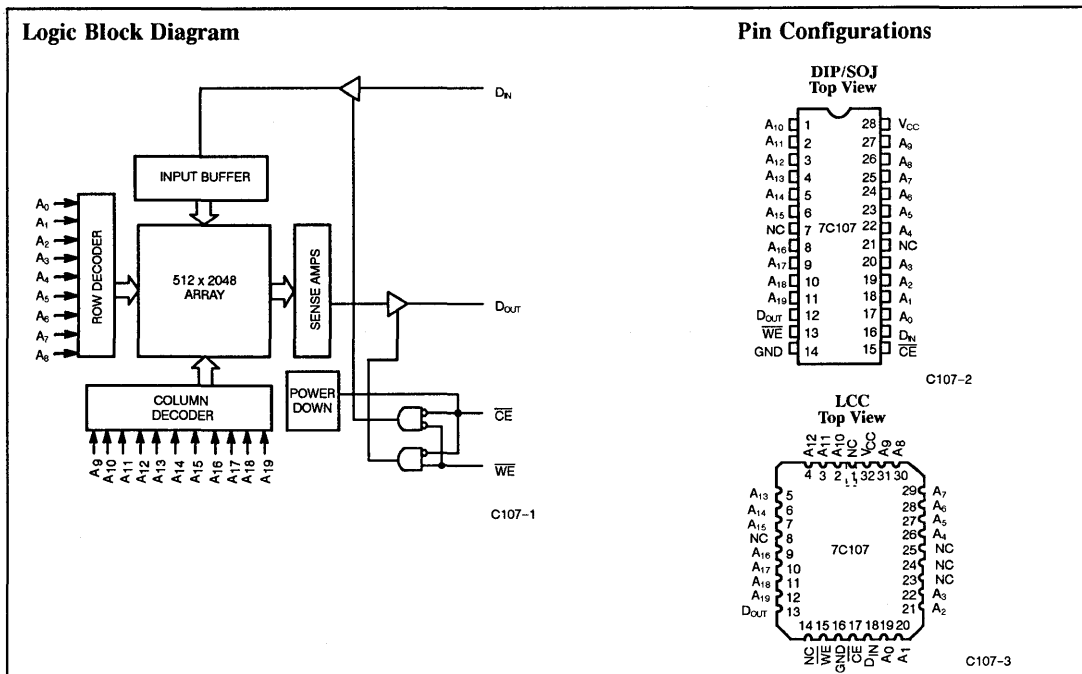 Logic Block Diagram
D_IN
INPUT BUFFER
A0
A1
A2
A3
A4
A5
A6
A7
A8
ROW DECODER
512 x 2048
ARRAY
SENSE AMPS
D_OUT
COLUMN
DECODER
POWER
DOWN
CE
WE
A9
A10
A11
A12
A13
A14
A15
A16
A17
A18
A19
C107-1
Pin Configurations
DIP/SOJ
Top View
A10 1 28 VCC
A11 2 27 A9
A12 3 26 A8
A13 4 25 A7
A14 5 24 A6
A15 6 23 A5
NC 7 7C107 22 A4
A16 8 21 NC
A17 9 20 A3
A18 10 19 A2
A19 11 18 A1
DOUT 12 17 A0
WE 13 16 DIN
GND 14 15 CE
C107-2
LCC
Top View
A12 A11 A10 NC VCC A9 A8
4 3 2 1 32 31 30
A13 5 29 A7
A14 6 28 A6
A15 7 27 A5
NC 8 26 A4
A16 9 7C107 25 NC
A17 10 24 NC
A18 11 23 NC
A19 12 22 A3
DOUT 13 21 A2
14 15 16 17 18 19 20
NC WE GND CE DIN A0 A1
C107-3